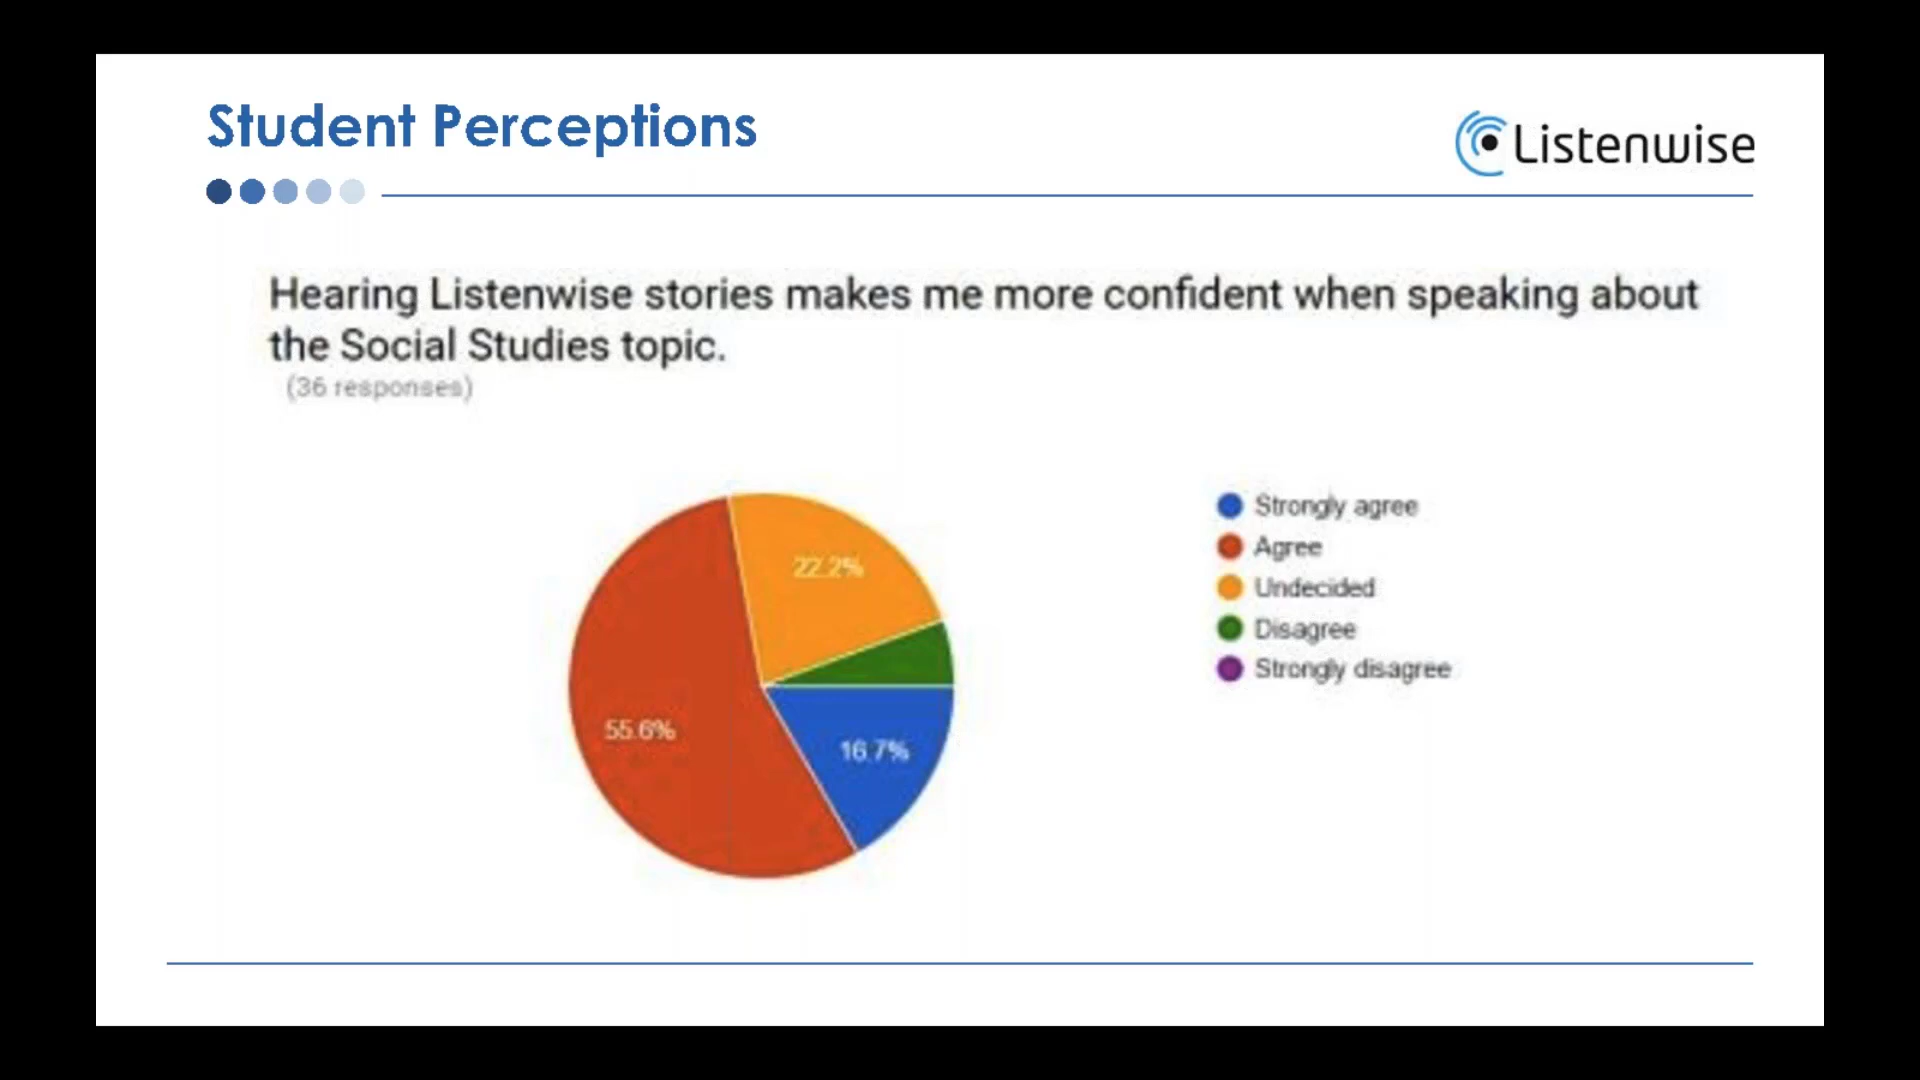 Student Perceptions
Listenwise
Hearing Listenwise stories makes me more confident when speaking about
the Social Studies topic.
(36 responses)
22.2%
55.6%
16.7%
Strongly agree
Agree
Undecided
Disagree
Strongly disagree